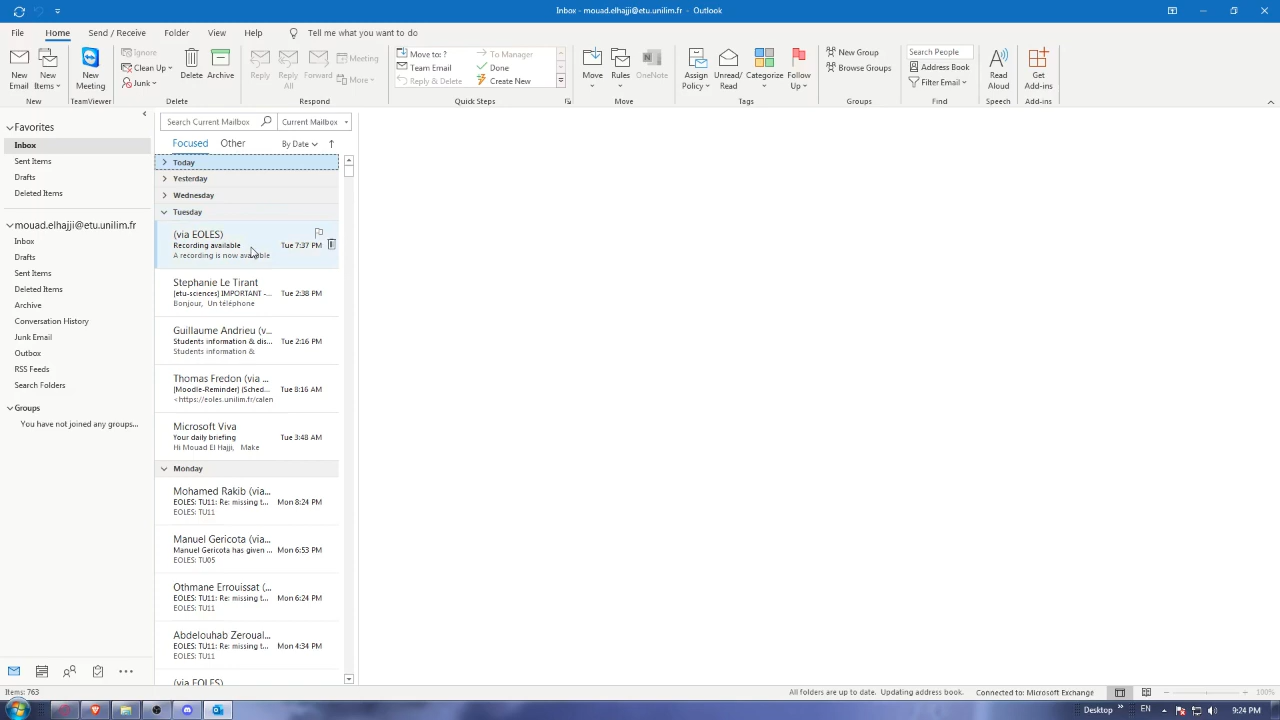 Inbox - mouad.elhajji@etu.unilim.fr - Outlook
File Home Send / Receive Folder View Help Tell me what you want to do
New Email
New Items
New Meeting
Ignore
Clean Up
Junk
Delete
Archive
Reply
Reply All
Forward
Meeting
More
Move to: ?
Team Email
Reply & Delete
To Manager
Done
Create New
Move
Rules
OneNote
Assign Policy
Unread/ Read
Categorize
Follow Up
New Group
Browse Groups
Search People
Address Book
Filter Email
Read Aloud
Get Add-ins
New TeamViewer Delete Respond Quick Steps Move Tags Groups Find Speech Add-ins
Favorites
Inbox
Sent Items
Drafts
Deleted Items
mouad.elhajji@etu.unilim.fr
Inbox
Drafts
Sent Items
Deleted Items
Archive
Conversation History
Junk Email
Outbox
RSS Feeds
Search Folders
Groups
You have not joined any groups...
Search Current Mailbox Current Mailbox
Focused Other By Date
Today
Yesterday
Wednesday
Tuesday
(via EOLES)
Recording available Tue 7:37 PM
A recording is now available
Stephanie Le Tirant
[etu-sciences] IMPORTANT -... Tue 2:38 PM
Bonjour, Un téléphone
Guillaume Andrieu (v...
Students information & dis... Tue 2:16 PM
Students information &
Thomas Fredon (via ...
[Moodle-Reminder] (Sched... Tue 8:16 AM
<https://eoles.unilim.fr/calen
Microsoft Viva
Your daily briefing Tue 3:48 AM
Hi Mouad El Hajji, Make
Monday
Mohamed Rakib (via...
EOLES: TU11: Re: missing t... Mon 8:24 PM
EOLES: TU11
Manuel Gericota (via...
Manuel Gericota has given ... Mon 6:53 PM
EOLES: TU05
Othmane Errouissat (...
EOLES: TU11: Re: missing t... Mon 6:24 PM
EOLES: TU11
Abdelouhab Zeroual...
EOLES: TU11: Re: missing t... Mon 4:34 PM
EOLES: TU11
(via EOLES)
Items: 763 All folders are up to date. Updating address book. Connected to: Microsoft Exchange 100%
Desktop EN 9:24 PM